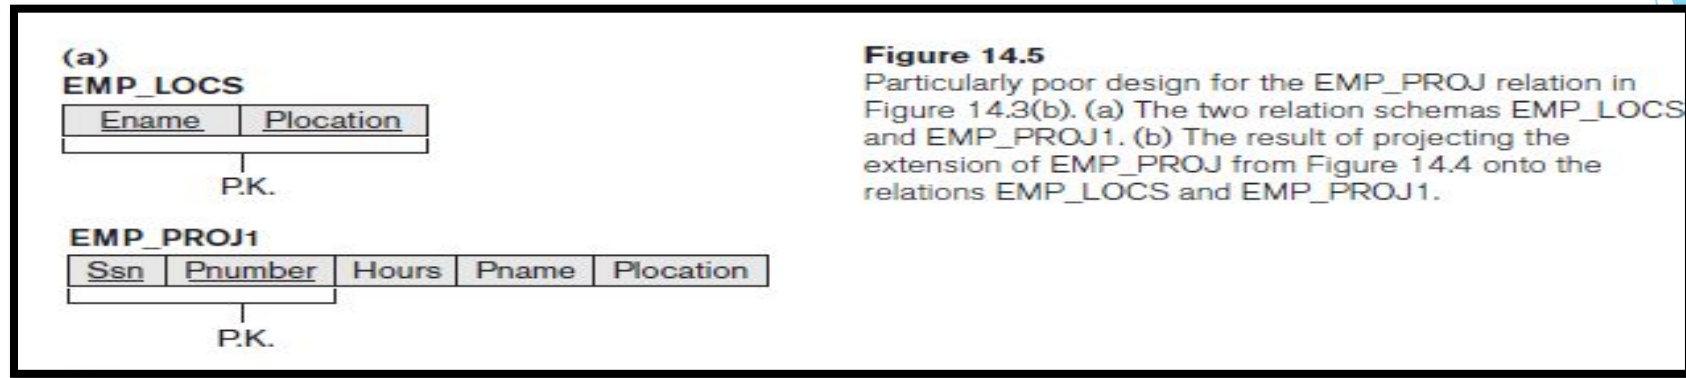 (a)
EMP_LOCS
Ename Plocation
P.K.
EMP_PROJ1
Ssn Pnumber Hours Pname Plocation
P.K.
Figure 14.5
Particularly poor design for the EMP_PROJ relation in
Figure 14.3(b). (a) The two relation schemas EMP_LOCS
and EMP_PROJ1. (b) The result of projecting the
extension of EMP_PROJ from Figure 14.4 onto the
relations EMP_LOCS and EMP_PROJ1.